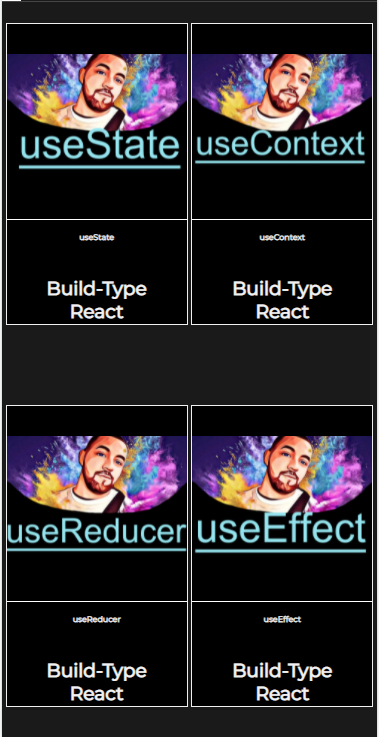 useState
useContext
useState
useContext
Build-Type
React
Build-Type
React
useReducer
useEffect
useReducer
useEffect
Build-Type
React
Build-Type
React